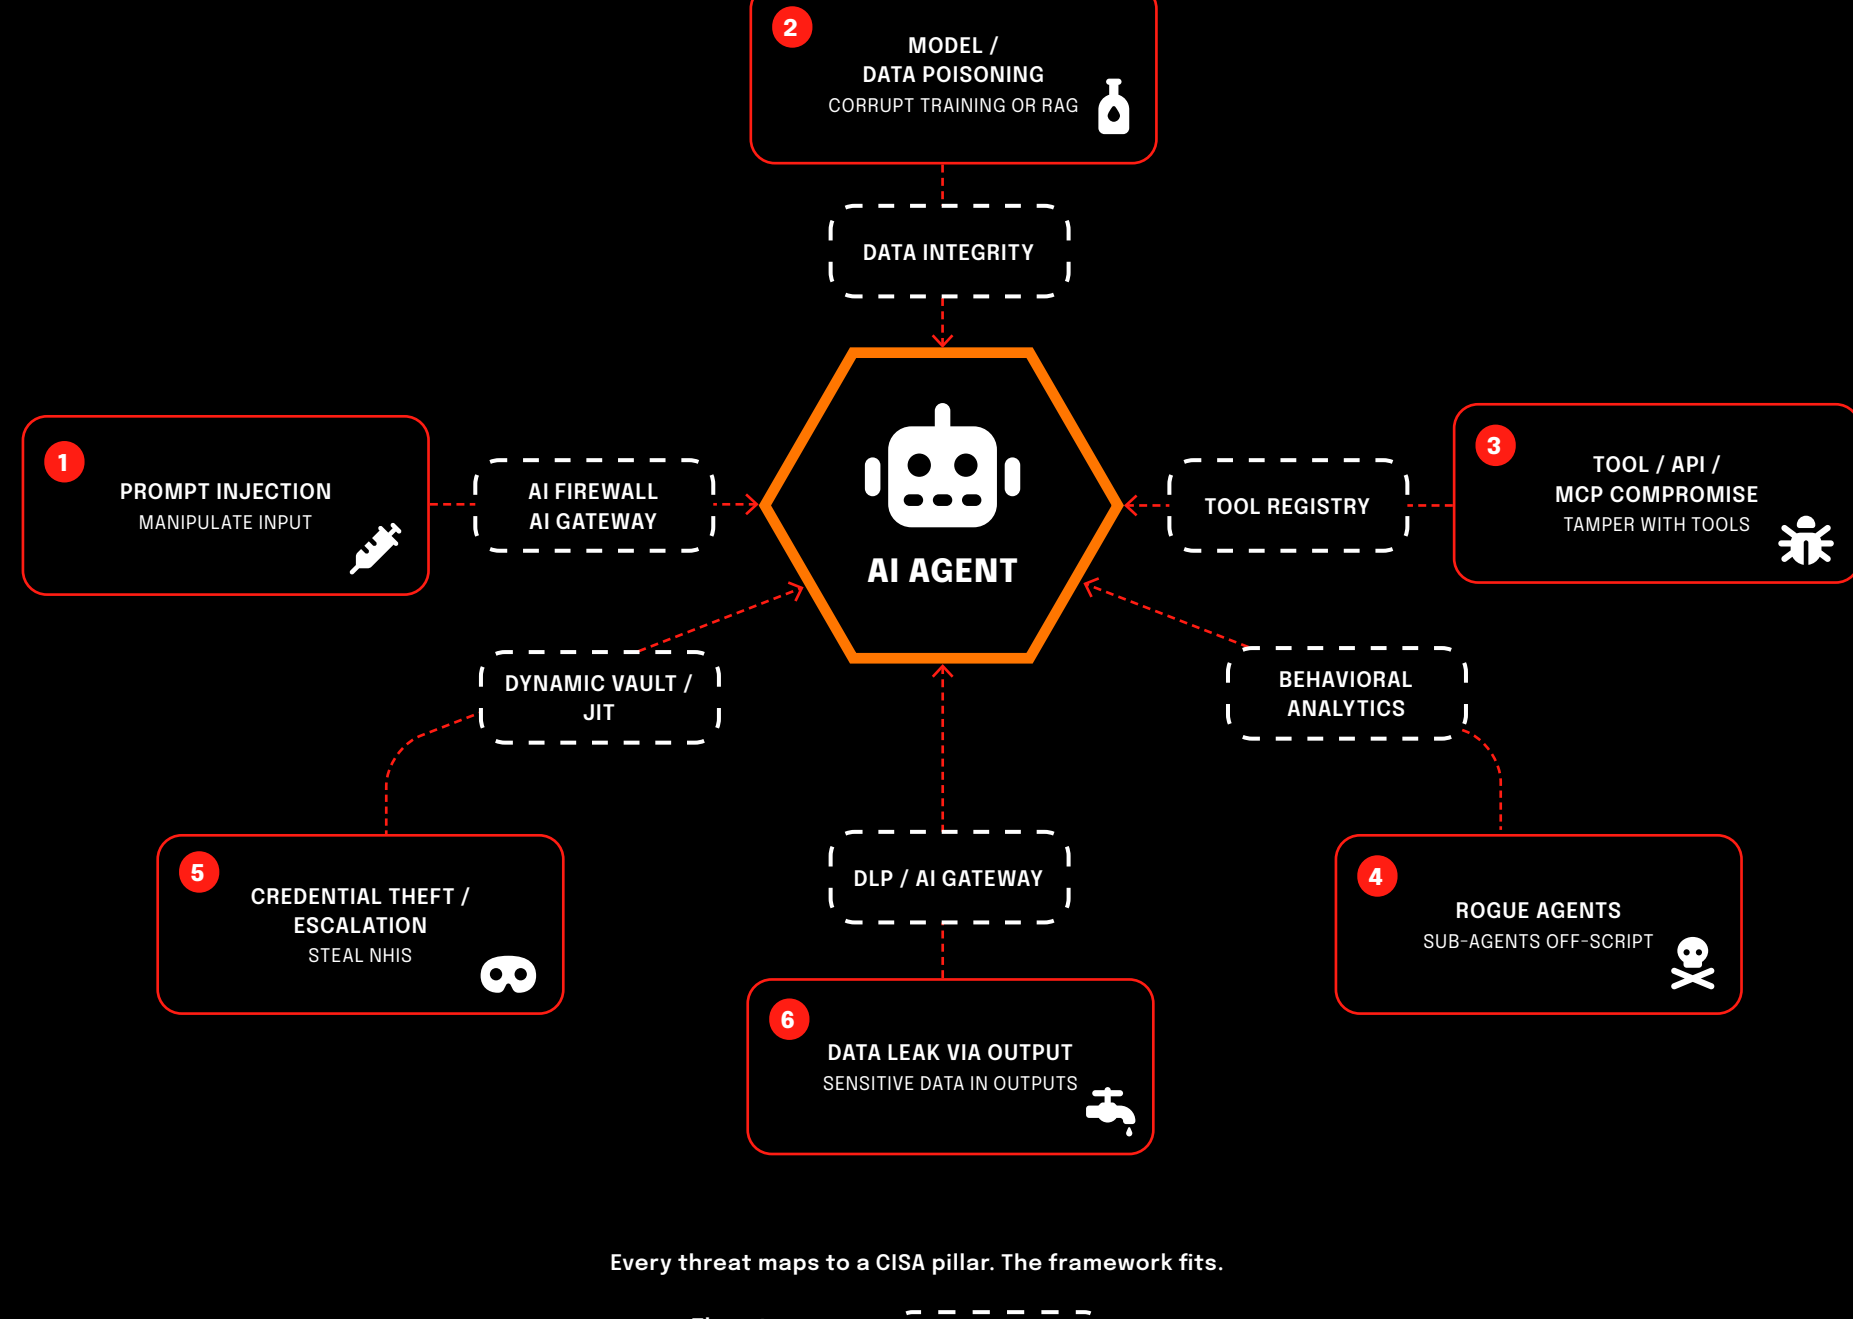 2
MODEL /
DATA POISONING
CORRUPT TRAINING OR RAG
DATA INTEGRITY
1
PROMPT INJECTION
MANIPULATE INPUT
AI FIREWALL
AI GATEWAY
AI AGENT
TOOL REGISTRY
3
TOOL / API /
MCP COMPROMISE
TAMPER WITH TOOLS
DYNAMIC VAULT /
JIT
BEHAVIORAL
ANALYTICS
5
CREDENTIAL THEFT /
ESCALATION
STEAL NHIS
DLP / AI GATEWAY
4
ROGUE AGENTS
SUB-AGENTS OFF-SCRIPT
6
DATA LEAK VIA OUTPUT
SENSITIVE DATA IN OUTPUTS
Every threat maps to a CISA pillar. The framework fits.